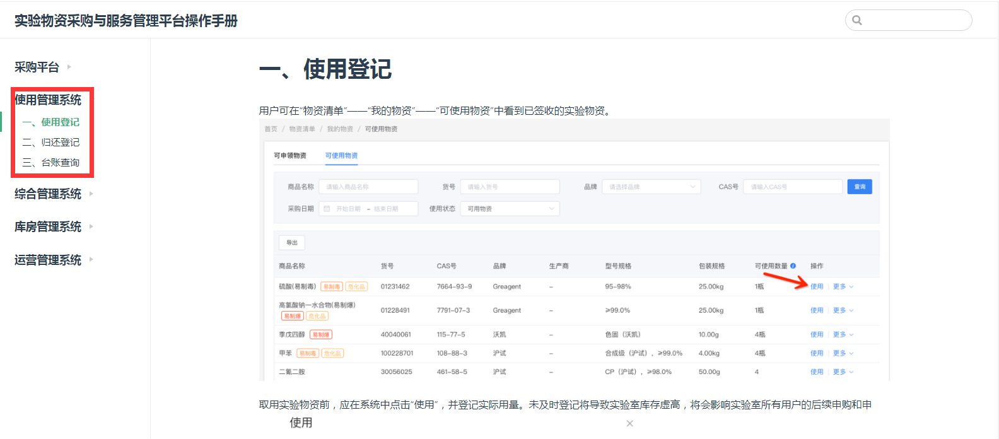 实验物资采购与服务管理平台操作手册
采购平台
使用管理系统
一、使用登记
二、归还登记
三、台账查询
综合管理系统
库房管理系统
运营管理系统
一、使用登记
用户可在“物资清单”——“我的物资”——“可使用物资”中看到已签收的实验物资。
首页 / 物资清单 / 我的物资 / 可使用物资
可申领物资 可使用物资
商品名称 请输入商品名称 货号 请输入货号 品牌 请选择品牌 CAS号 请输入CAS号 查询
采购日期 开始日期 – 结束日期 使用状态 可用物资
导出
商品名称 货号 CAS号 品牌 生产商 型号规格 包装规格 可使用数量 操作
硫酸(易制毒) 易制毒 危化品 01231462 7664-93-9 Greagent – 95-98% 25.00kg 1瓶 使用 更多
高氯酸钠一水合物(易制爆) 易制爆 危化品 01228491 7791-07-3 Greagent – ≥99.0% 25.00kg 1瓶 使用 更多
季戊四醇 易制爆 40040061 115-77-5 沃凯 – 色固（沃凯） 10.00g 4瓶 使用 更多
甲苯 易制毒 危化品 100228701 108-88-3 沪试 – 合成级（沪试），≥99.0% 4.00kg 4瓶 使用 更多
二氰二胺 30056025 461-58-5 沪试 – CP（沪试），≥98.0% 50.00g 4 使用 更多
取用实验物资前，应在系统中点击“使用”，并登记实际用量。未及时登记将导致实验室库存虚高，将会影响实验室所有用户的后续申购和申
使用